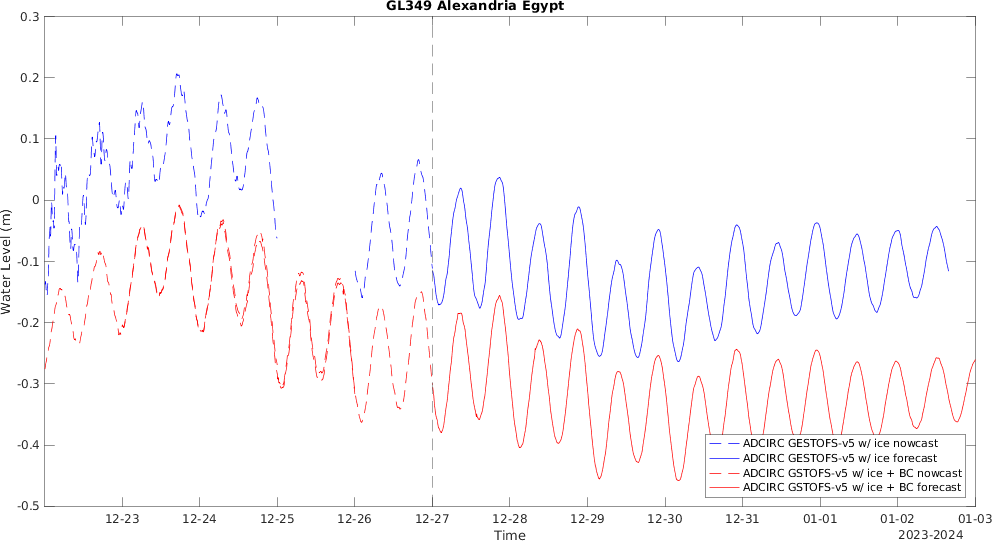 GL349 Alexandria Egypt
0.3
0.2
0.1
0
-0.1
-0.2
-0.3
-0.4
-0.5
Water Level (m)
ADCIRC GESTOFS-v5 w/ ice nowcast
ADCIRC GESTOFS-v5 w/ ice forecast
ADCIRC GSTOFS-v5 w/ ice + BC nowcast
ADCIRC GSTOFS-v5 w/ ice + BC forecast
12-23 12-24 12-25 12-26 12-27 12-28 12-29 12-30 12-31 01-01 01-02 01-03
Time
2023-2024